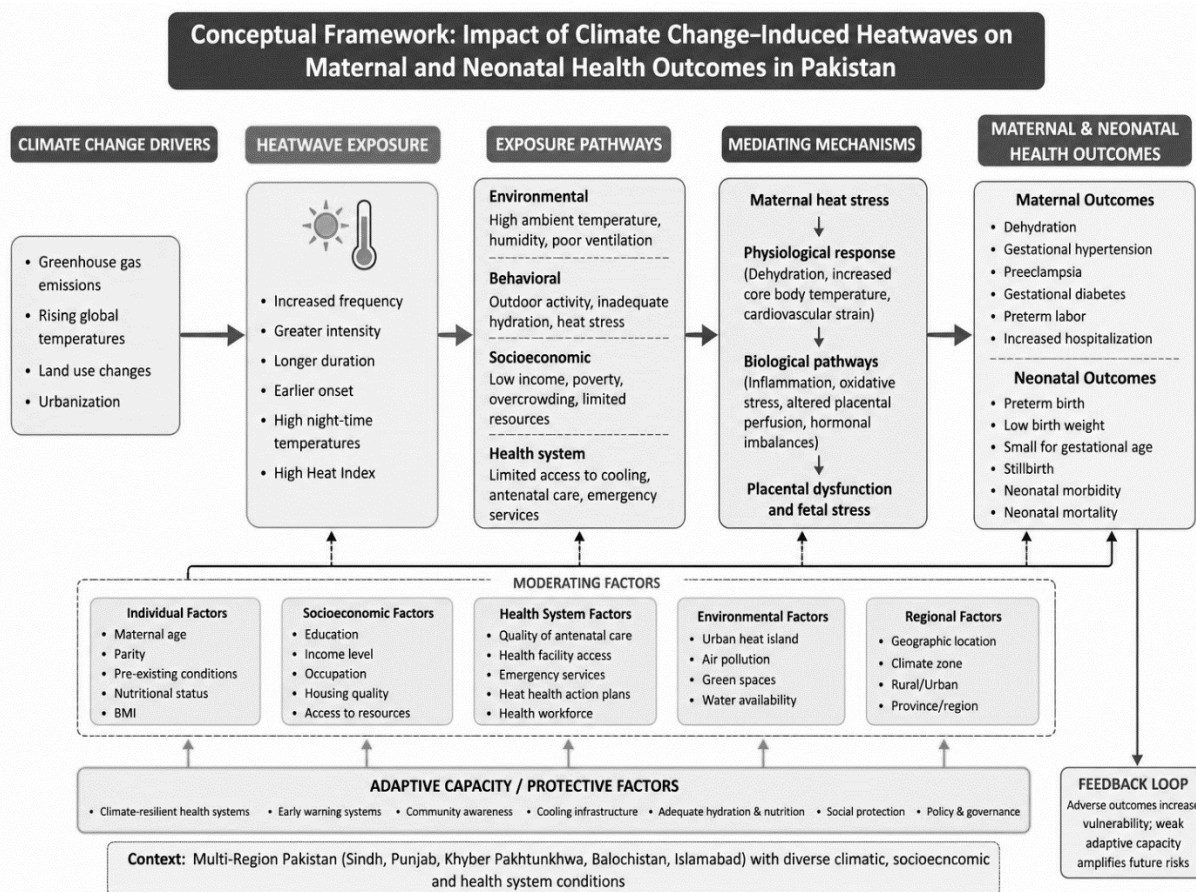 Conceptual Framework: Impact of Climate Change–Induced Heatwaves on
Maternal and Neonatal Health Outcomes in Pakistan
CLIMATE CHANGE DRIVERS
• Greenhouse gas
emissions
• Rising global
temperatures
• Land use changes
• Urbanization
HEATWAVE EXPOSURE
• Increased frequency
• Greater intensity
• Longer duration
• Earlier onset
• High night-time
temperatures
• High Heat Index
EXPOSURE PATHWAYS
Environmental
High ambient temperature,
humidity, poor ventilation
Behavioral
Outdoor activity, inadequate
hydration, heat stress
Socioeconomic
Low income, poverty,
overcrowding, limited
resources
Health system
Limited access to cooling,
antenatal care, emergency
services
MEDIATING MECHANISMS
Maternal heat stress
Physiological response
(Dehydration, increased
core body temperature,
cardiovascular strain)
Biological pathways
(Inflammation, oxidative
stress, altered placental
perfusion, hormonal
imbalances)
Placental dysfunction
and fetal stress
MATERNAL & NEONATAL
HEALTH OUTCOMES
Maternal Outcomes
• Dehydration
• Gestational hypertension
• Preeclampsia
• Gestational diabetes
• Preterm labor
• Increased hospitalization
Neonatal Outcomes
• Preterm birth
• Low birth weight
• Small for gestational age
• Stillbirth
• Neonatal morbidity
• Neonatal mortality
MODERATING FACTORS
Individual Factors
• Maternal age
• Parity
• Pre-existing conditions
• Nutritional status
• BMI
Socioeconomic Factors
• Education
• Income level
• Occupation
• Housing quality
• Access to resources
Health System Factors
• Quality of antenatal care
• Health facility access
• Emergency services
• Heat health action plans
• Health workforce
Environmental Factors
• Urban heat island
• Air pollution
• Green spaces
• Water availability
Regional Factors
• Geographic location
• Climate zone
• Rural/Urban
• Province/region
ADAPTIVE CAPACITY / PROTECTIVE FACTORS
• Climate-resilient health systems • Early warning systems • Community awareness • Cooling infrastructure • Adequate hydration & nutrition • Social protection • Policy & governance
FEEDBACK LOOP
Adverse outcomes increase
vulnerability; weak
adaptive capacity
amplifies future risks
Context: Multi-Region Pakistan (Sindh, Punjab, Khyber Pakhtunkhwa, Balochistan, Islamabad) with diverse climatic, socioecncomic
and health system conditions